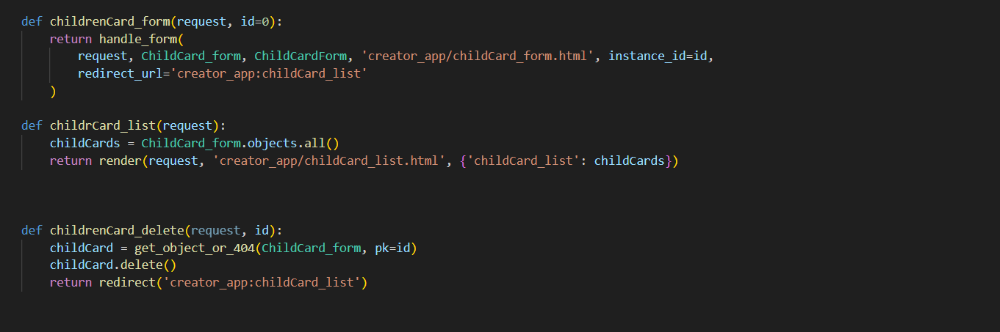 def childrenCard_form(request, id=0):
    return handle_form(
        request, ChildCard_form, ChildCardForm, 'creator_app/childCard_form.html', instance_id=id,
        redirect_url='creator_app:childCard_list'
    )
def childrCard_list(request):
    childCards = ChildCard_form.objects.all()
    return render(request, 'creator_app/childCard_list.html', {'childCard_list': childCards})
def childrenCard_delete(request, id):
    childCard = get_object_or_404(ChildCard_form, pk=id)
    childCard.delete()
    return redirect('creator_app:childCard_list')